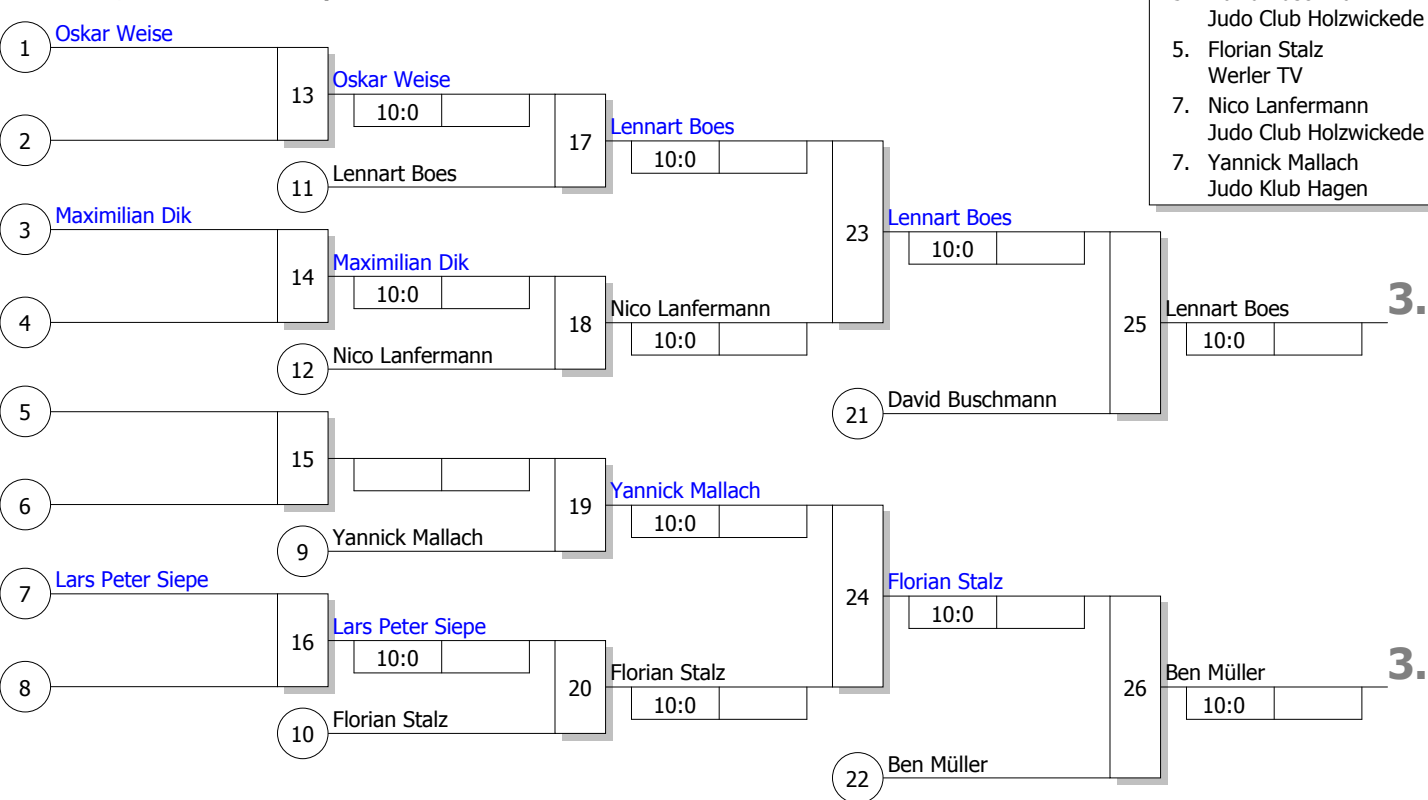 Judo Club Holzwickede
5. Florian Stalz
Werler TV
7. Nico Lanfermann
Judo Club Holzwickede
7. Yannick Mallach
Judo Klub Hagen
1 Oskar Weise
13 Oskar Weise
10:0
2
17 Lennart Boes
10:0
11 Lennart Boes
3 Maximilian Dik
23 Lennart Boes
10:0
14 Maximilian Dik
10:0
4
18 Nico Lanfermann
10:0
12 Nico Lanfermann
25 Lennart Boes
10:0
3.
21 David Buschmann
5
15
6
19 Yannick Mallach
10:0
9 Yannick Mallach
7 Lars Peter Siepe
24 Florian Stalz
10:0
16 Lars Peter Siepe
10:0
8
20 Florian Stalz
10:0
10 Florian Stalz
26 Ben Müller
10:0
3.
22 Ben Müller